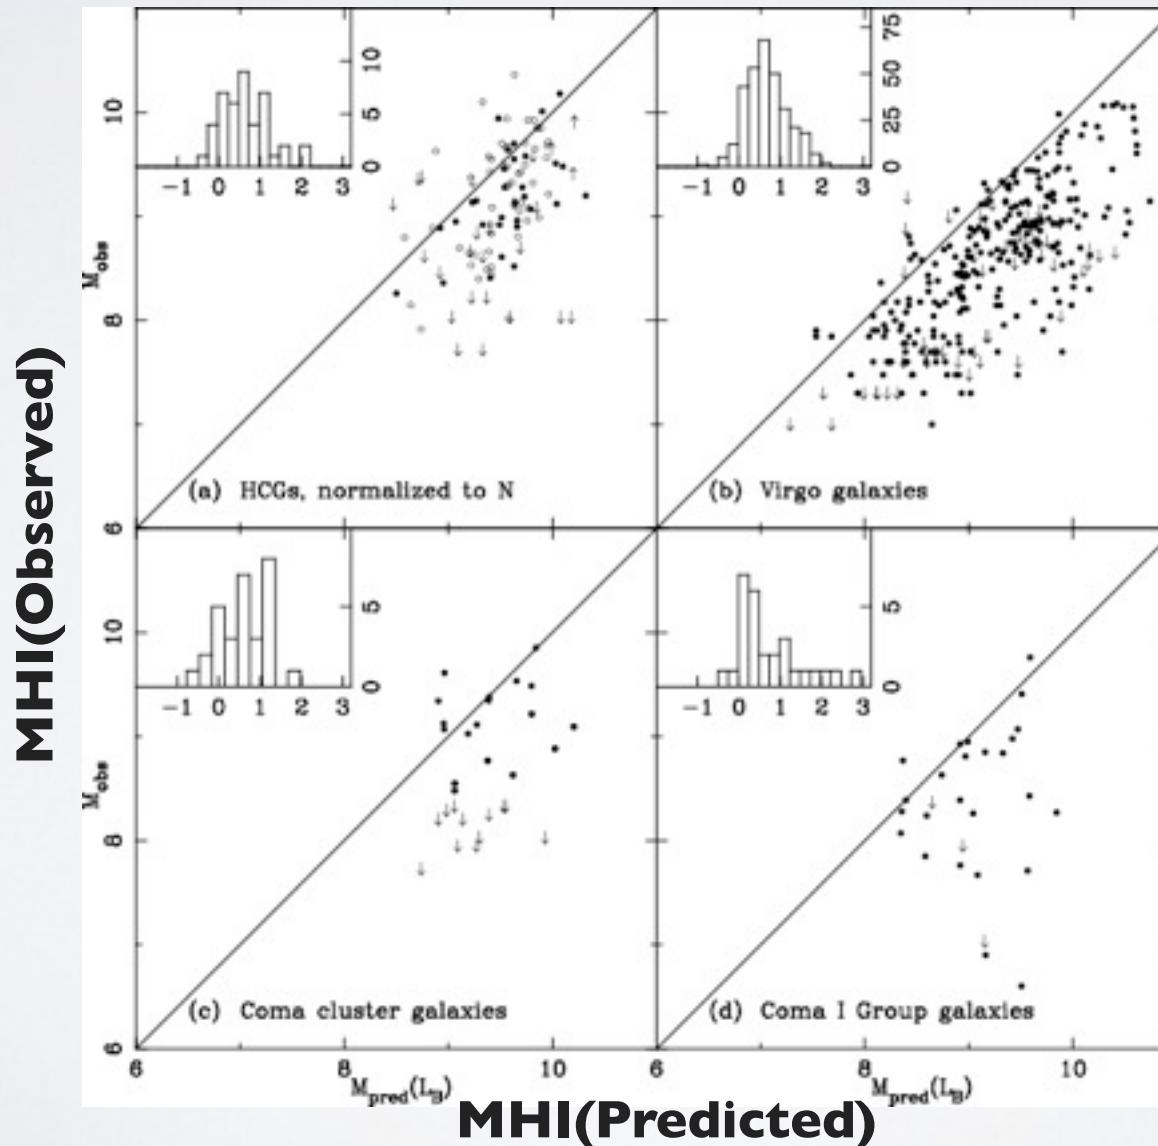 10
5
0
-1 0 1 2 3
75
50
25
0
-1 0 1 2 3
10
8
6
M_obs
(a) HCGs, normalized to N
(b) Virgo galaxies
MHI(Observed)
5
0
-1 0 1 2 3
5
0
-1 0 1 2 3
10
8
6
M_obs
(c) Coma cluster galaxies
(d) Coma I Group galaxies
6 8 10 6 8 10
M_pred(L_B) M_pred(L_B)
MHI(Predicted)